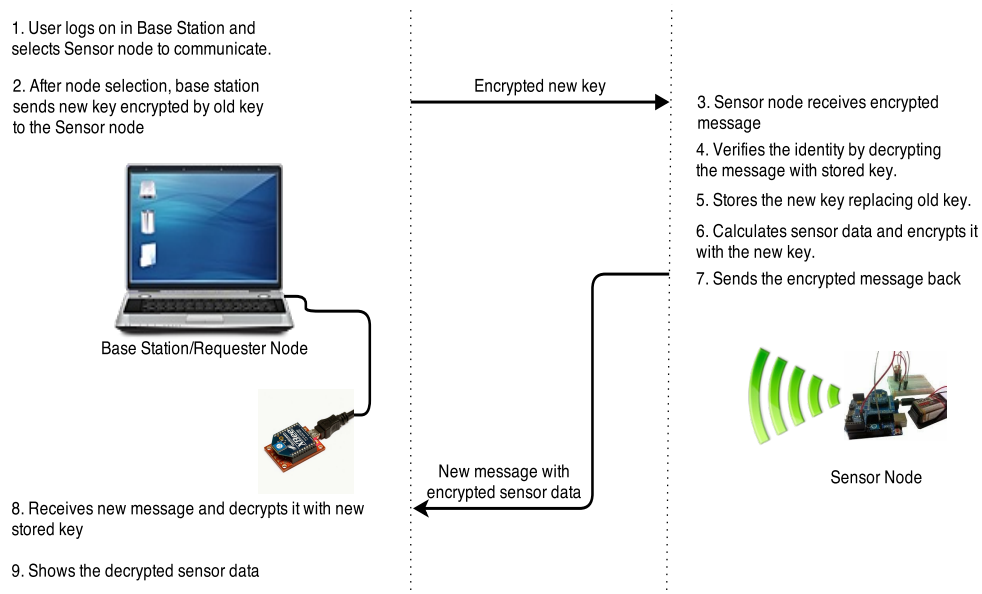 1. User logs on in Base Station and
selects Sensor node to communicate.
2. After node selection, base station
sends new key encrypted by old key
to the Sensor node
Encrypted new key
3. Sensor node receives encrypted
message
4. Verifies the identity by decrypting
the message with stored key.
5. Stores the new key replacing old key.
6. Calculates sensor data and encrypts it
with the new key.
7. Sends the encrypted message back
Base Station/Requester Node
XBee
Sensor Node
New message with
encrypted sensor data
8. Receives new message and decrypts it with new
stored key
9. Shows the decrypted sensor data